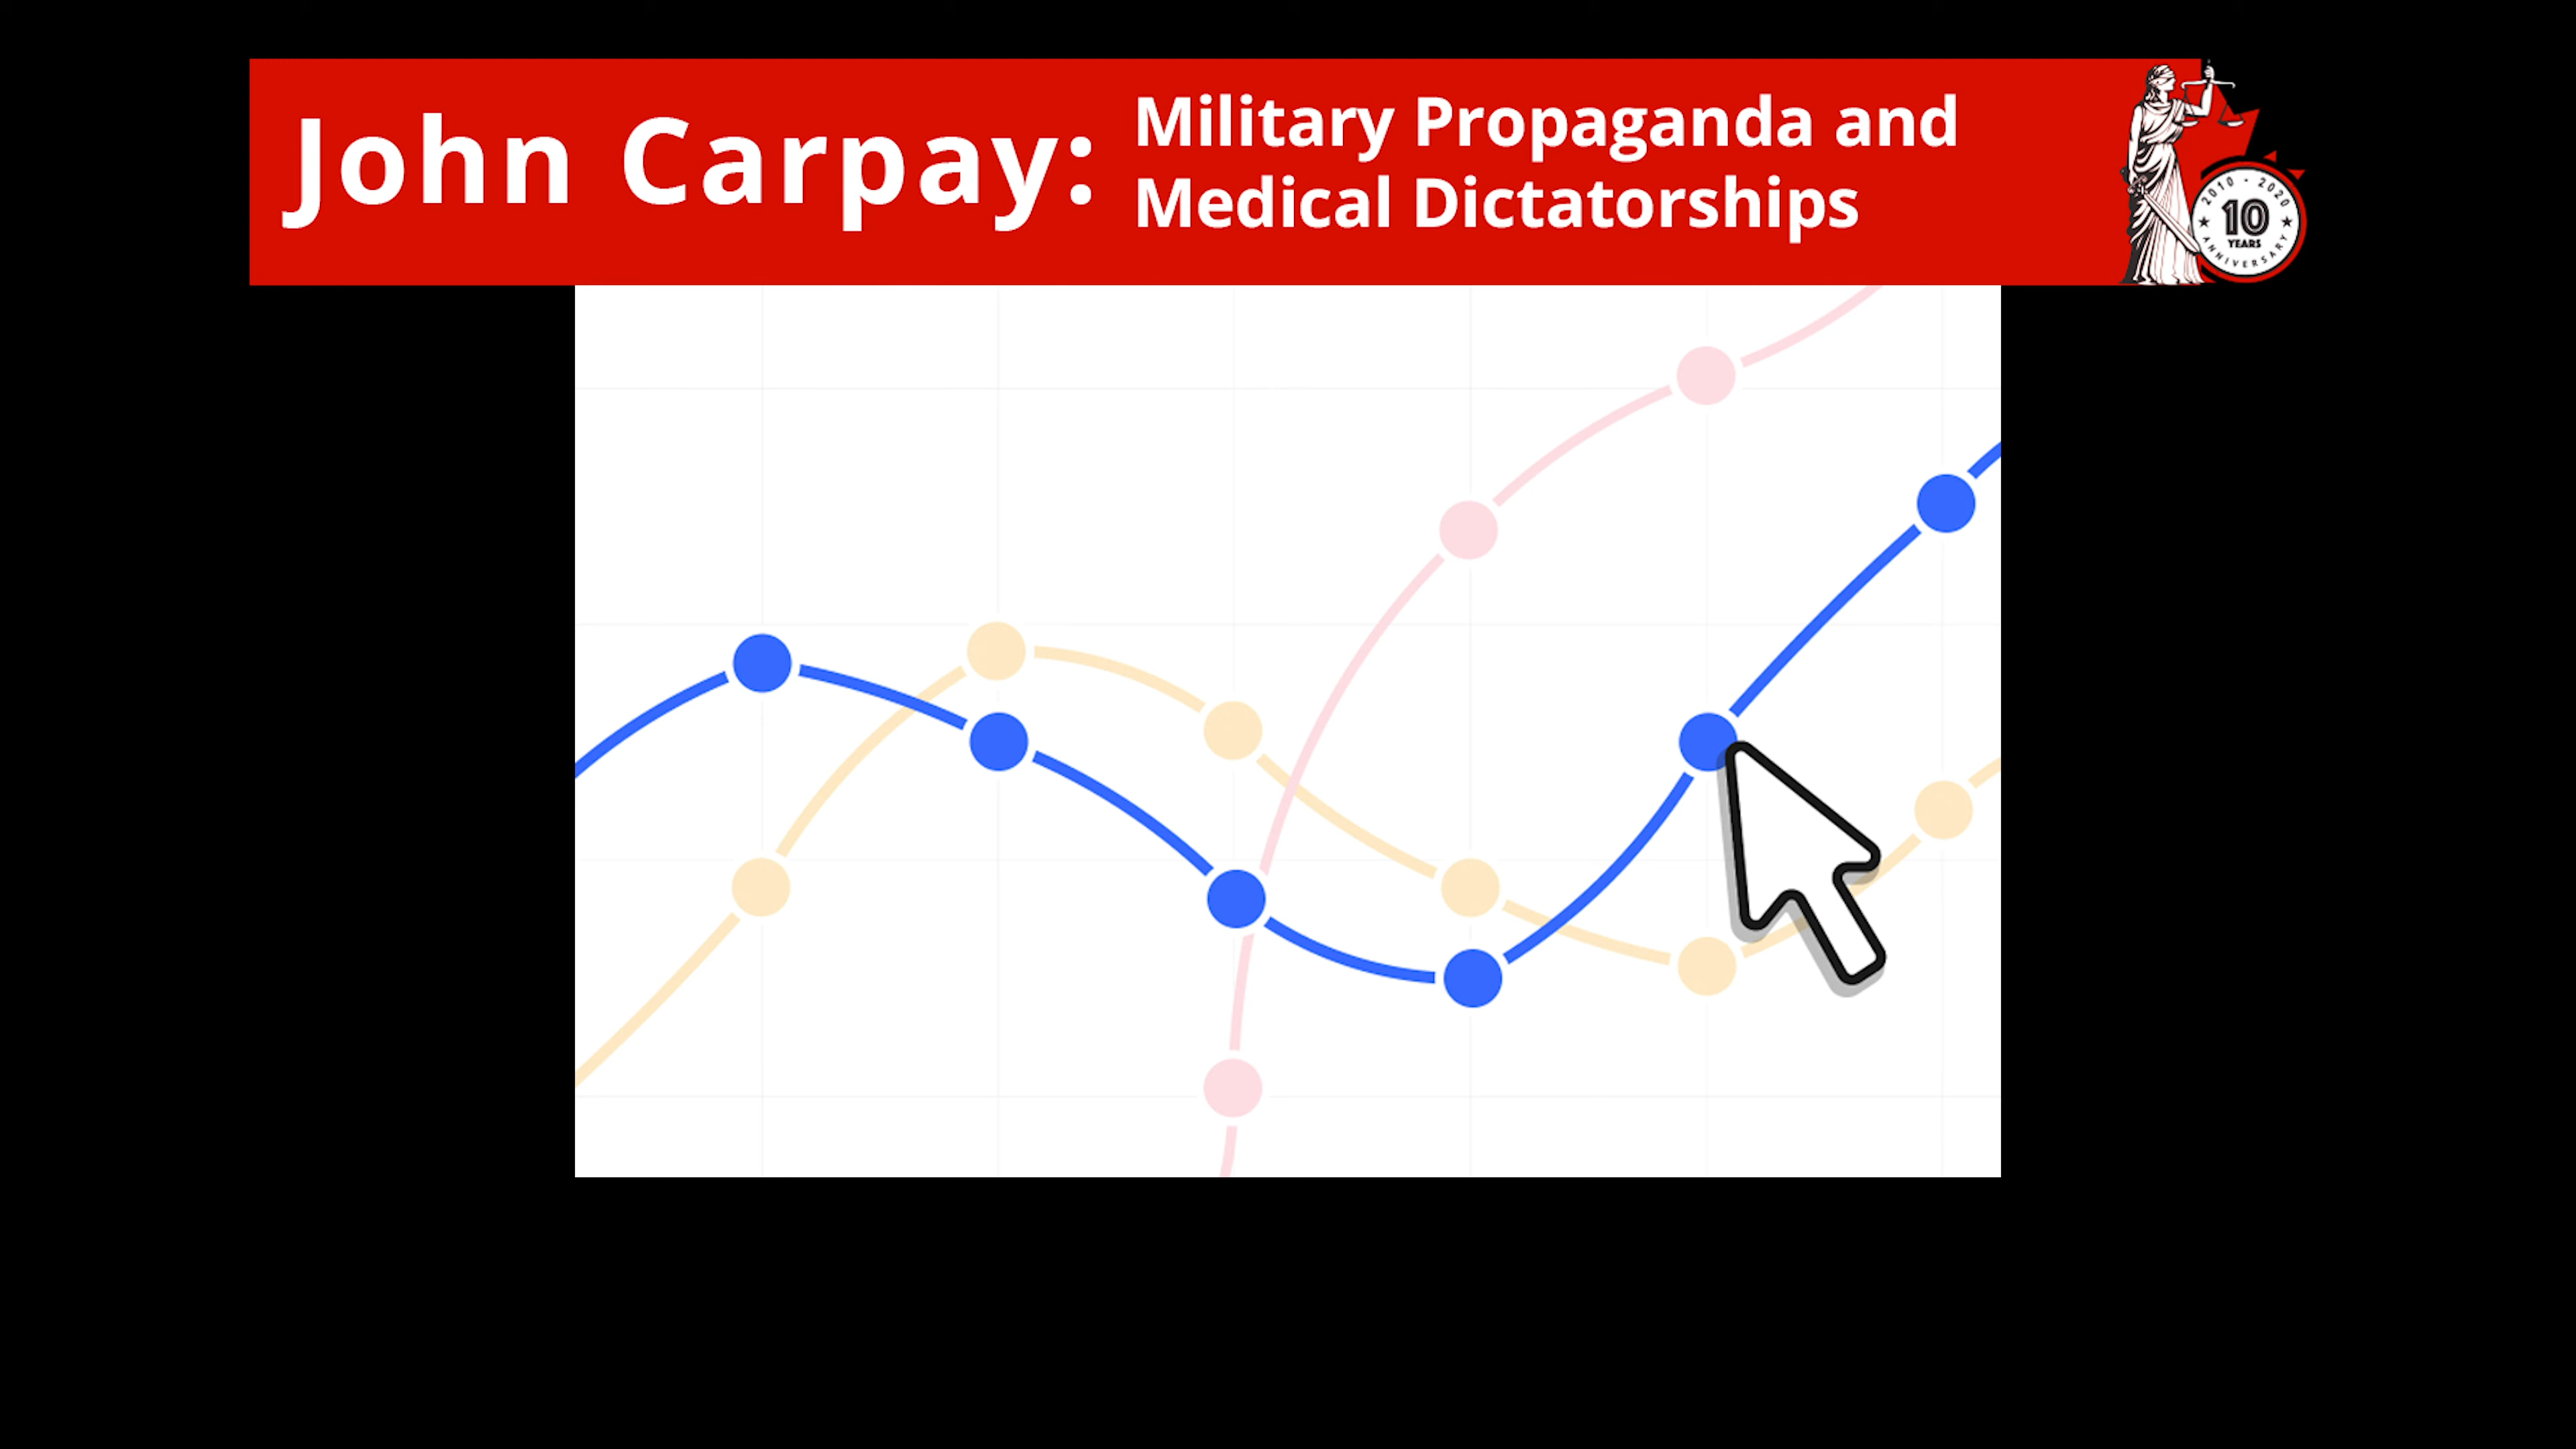 John Carpay:
Military Propaganda and
Medical Dictatorships
2010 - 2020
10
YEARS
ANNIVERSARY